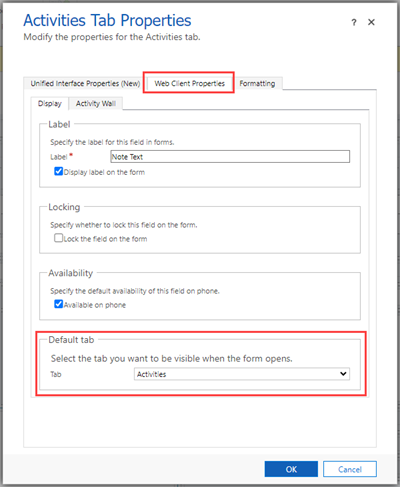 Activities Tab Properties
? ×
Modify the properties for the Activities tab.
Unified Interface Properties (New) Web Client Properties Formatting
Display Activity Wall
Label
Specify the label for this field in forms.
Label * Note Text
Display label on the form
Locking
Specify whether to lock this field on the form.
Lock the field on the form
Availability
Specify the default availability of this field on phone.
Available on phone
Default tab
Select the tab you want to be visible when the form opens.
Tab Activities
OK Cancel